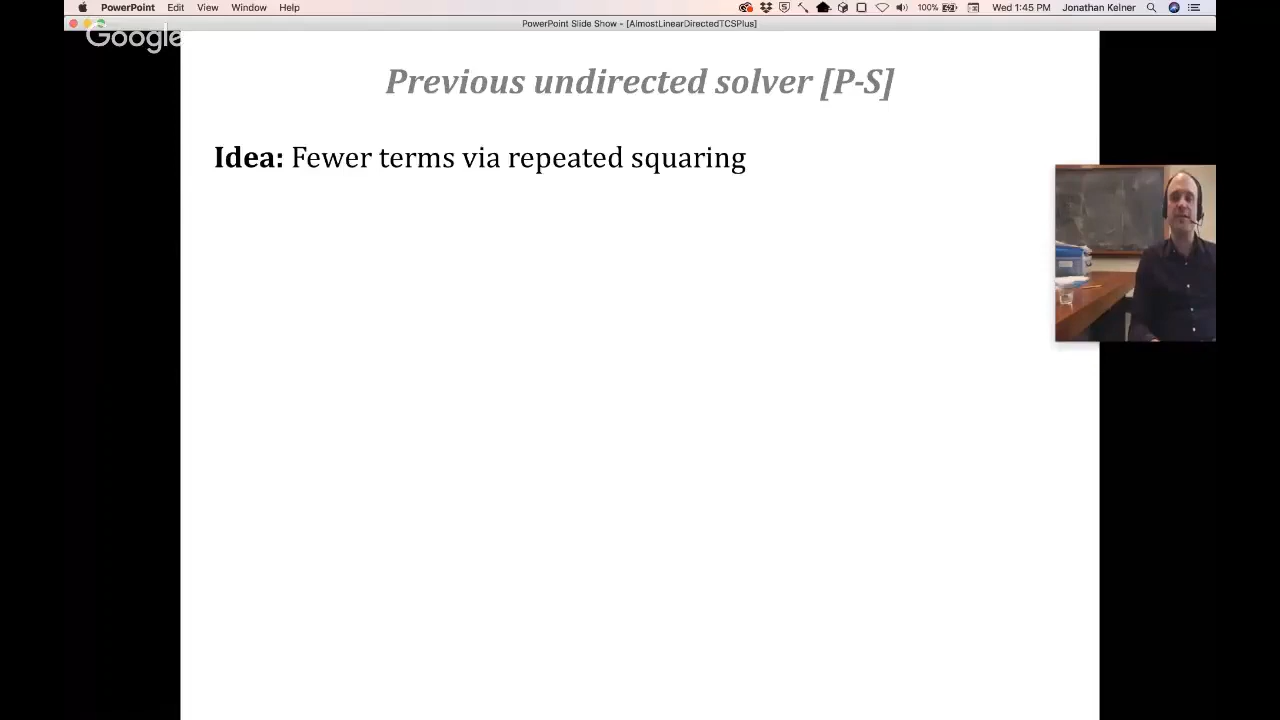 PowerPoint Edit View Window Help 100% Wed 1:45 PM Jonathan Kelner
PowerPoint Slide Show - [AlmostLinearDirectedTCSPlus]
Google
Previous undirected solver [P-S]
Idea: Fewer terms via repeated squaring